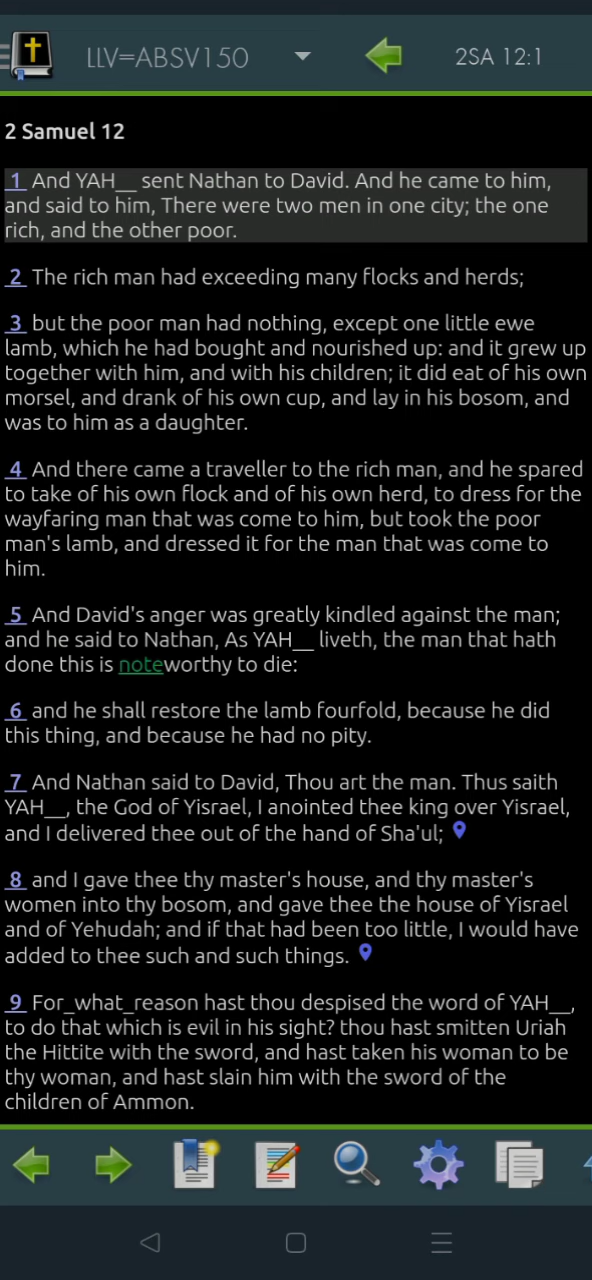 LLV=ABSV150
2SA 12:1
2 Samuel 12
1 And YAH__ sent Nathan to David. And he came to him,
and said to him, There were two men in one city; the one
rich, and the other poor.
2 The rich man had exceeding many flocks and herds;
3 but the poor man had nothing, except one little ewe
lamb, which he had bought and nourished up: and it grew up
together with him, and with his children; it did eat of his own
morsel, and drank of his own cup, and lay in his bosom, and
was to him as a daughter.
4 And there came a traveller to the rich man, and he spared
to take of his own flock and of his own herd, to dress for the
wayfaring man that was come to him, but took the poor
man's lamb, and dressed it for the man that was come to
him.
5 And David's anger was greatly kindled against the man;
and he said to Nathan, As YAH__ liveth, the man that hath
done this is noteworthy to die:
6 and he shall restore the lamb fourfold, because he did
this thing, and because he had no pity.
7 And Nathan said to David, Thou art the man. Thus saith
YAH__, the God of Yisrael, I anointed thee king over Yisrael,
and I delivered thee out of the hand of Sha'ul;
8 and I gave thee thy master's house, and thy master's
women into thy bosom, and gave thee the house of Yisrael
and of Yehudah; and if that had been too little, I would have
added to thee such and such things.
9 For_what_reason hast thou despised the word of YAH__,
to do that which is evil in his sight? thou hast smitten Uriah
the Hittite with the sword, and hast taken his woman to be
thy woman, and hast slain him with the sword of the
children of Ammon.